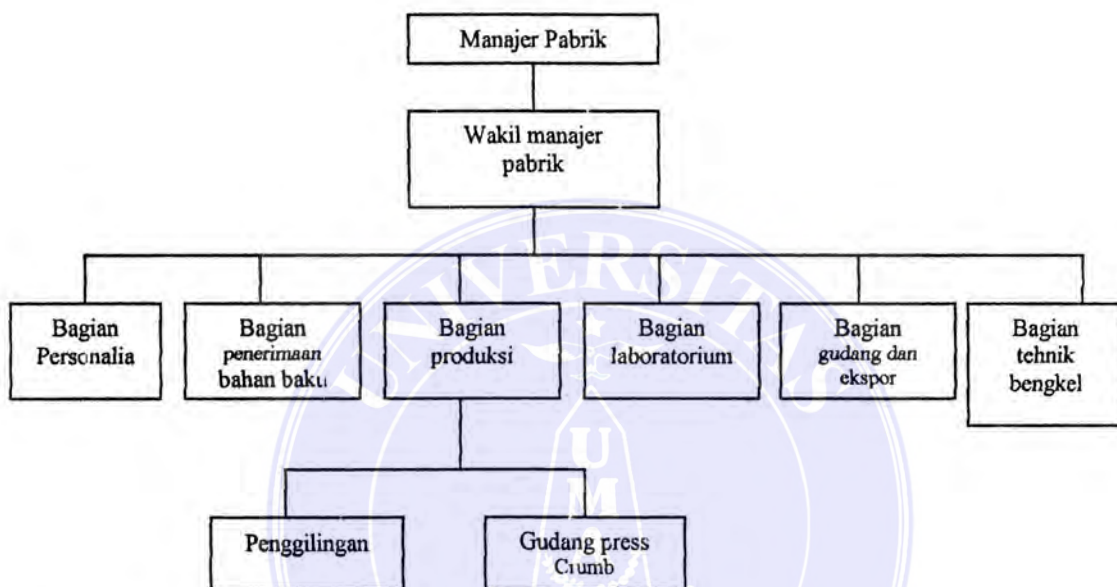 Manajer Pabrik
Wakil manajer
pabrik
Bagian
Personalia
Bagian
penerimaan
bahan baku
Bagian
produksi
Bagian
laboratorium
Bagian
gudang dan
ekspor
Bagian
tehnik
bengkel
Penggilingan
Gudang press
Crumb
UNIVERSITAS
U
M
A